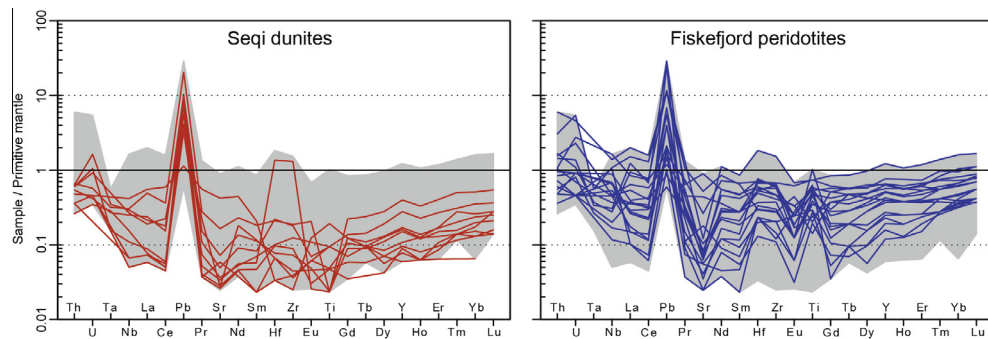 Seqi dunites
Fiskefjord peridotites
Sample / Primitive mantle
100
10
1
0.1
0.01
Th Ta La Pb Sr Sm Zr Ti Tb Y Er Yb
U Nb Ce Pr Nd Hf Eu Gd Dy Ho Tm Lu
Th Ta La Pb Sr Sm Zr Ti Tb Y Er Yb
U Nb Ce Pr Nd Hf Eu Gd Dy Ho Tm Lu